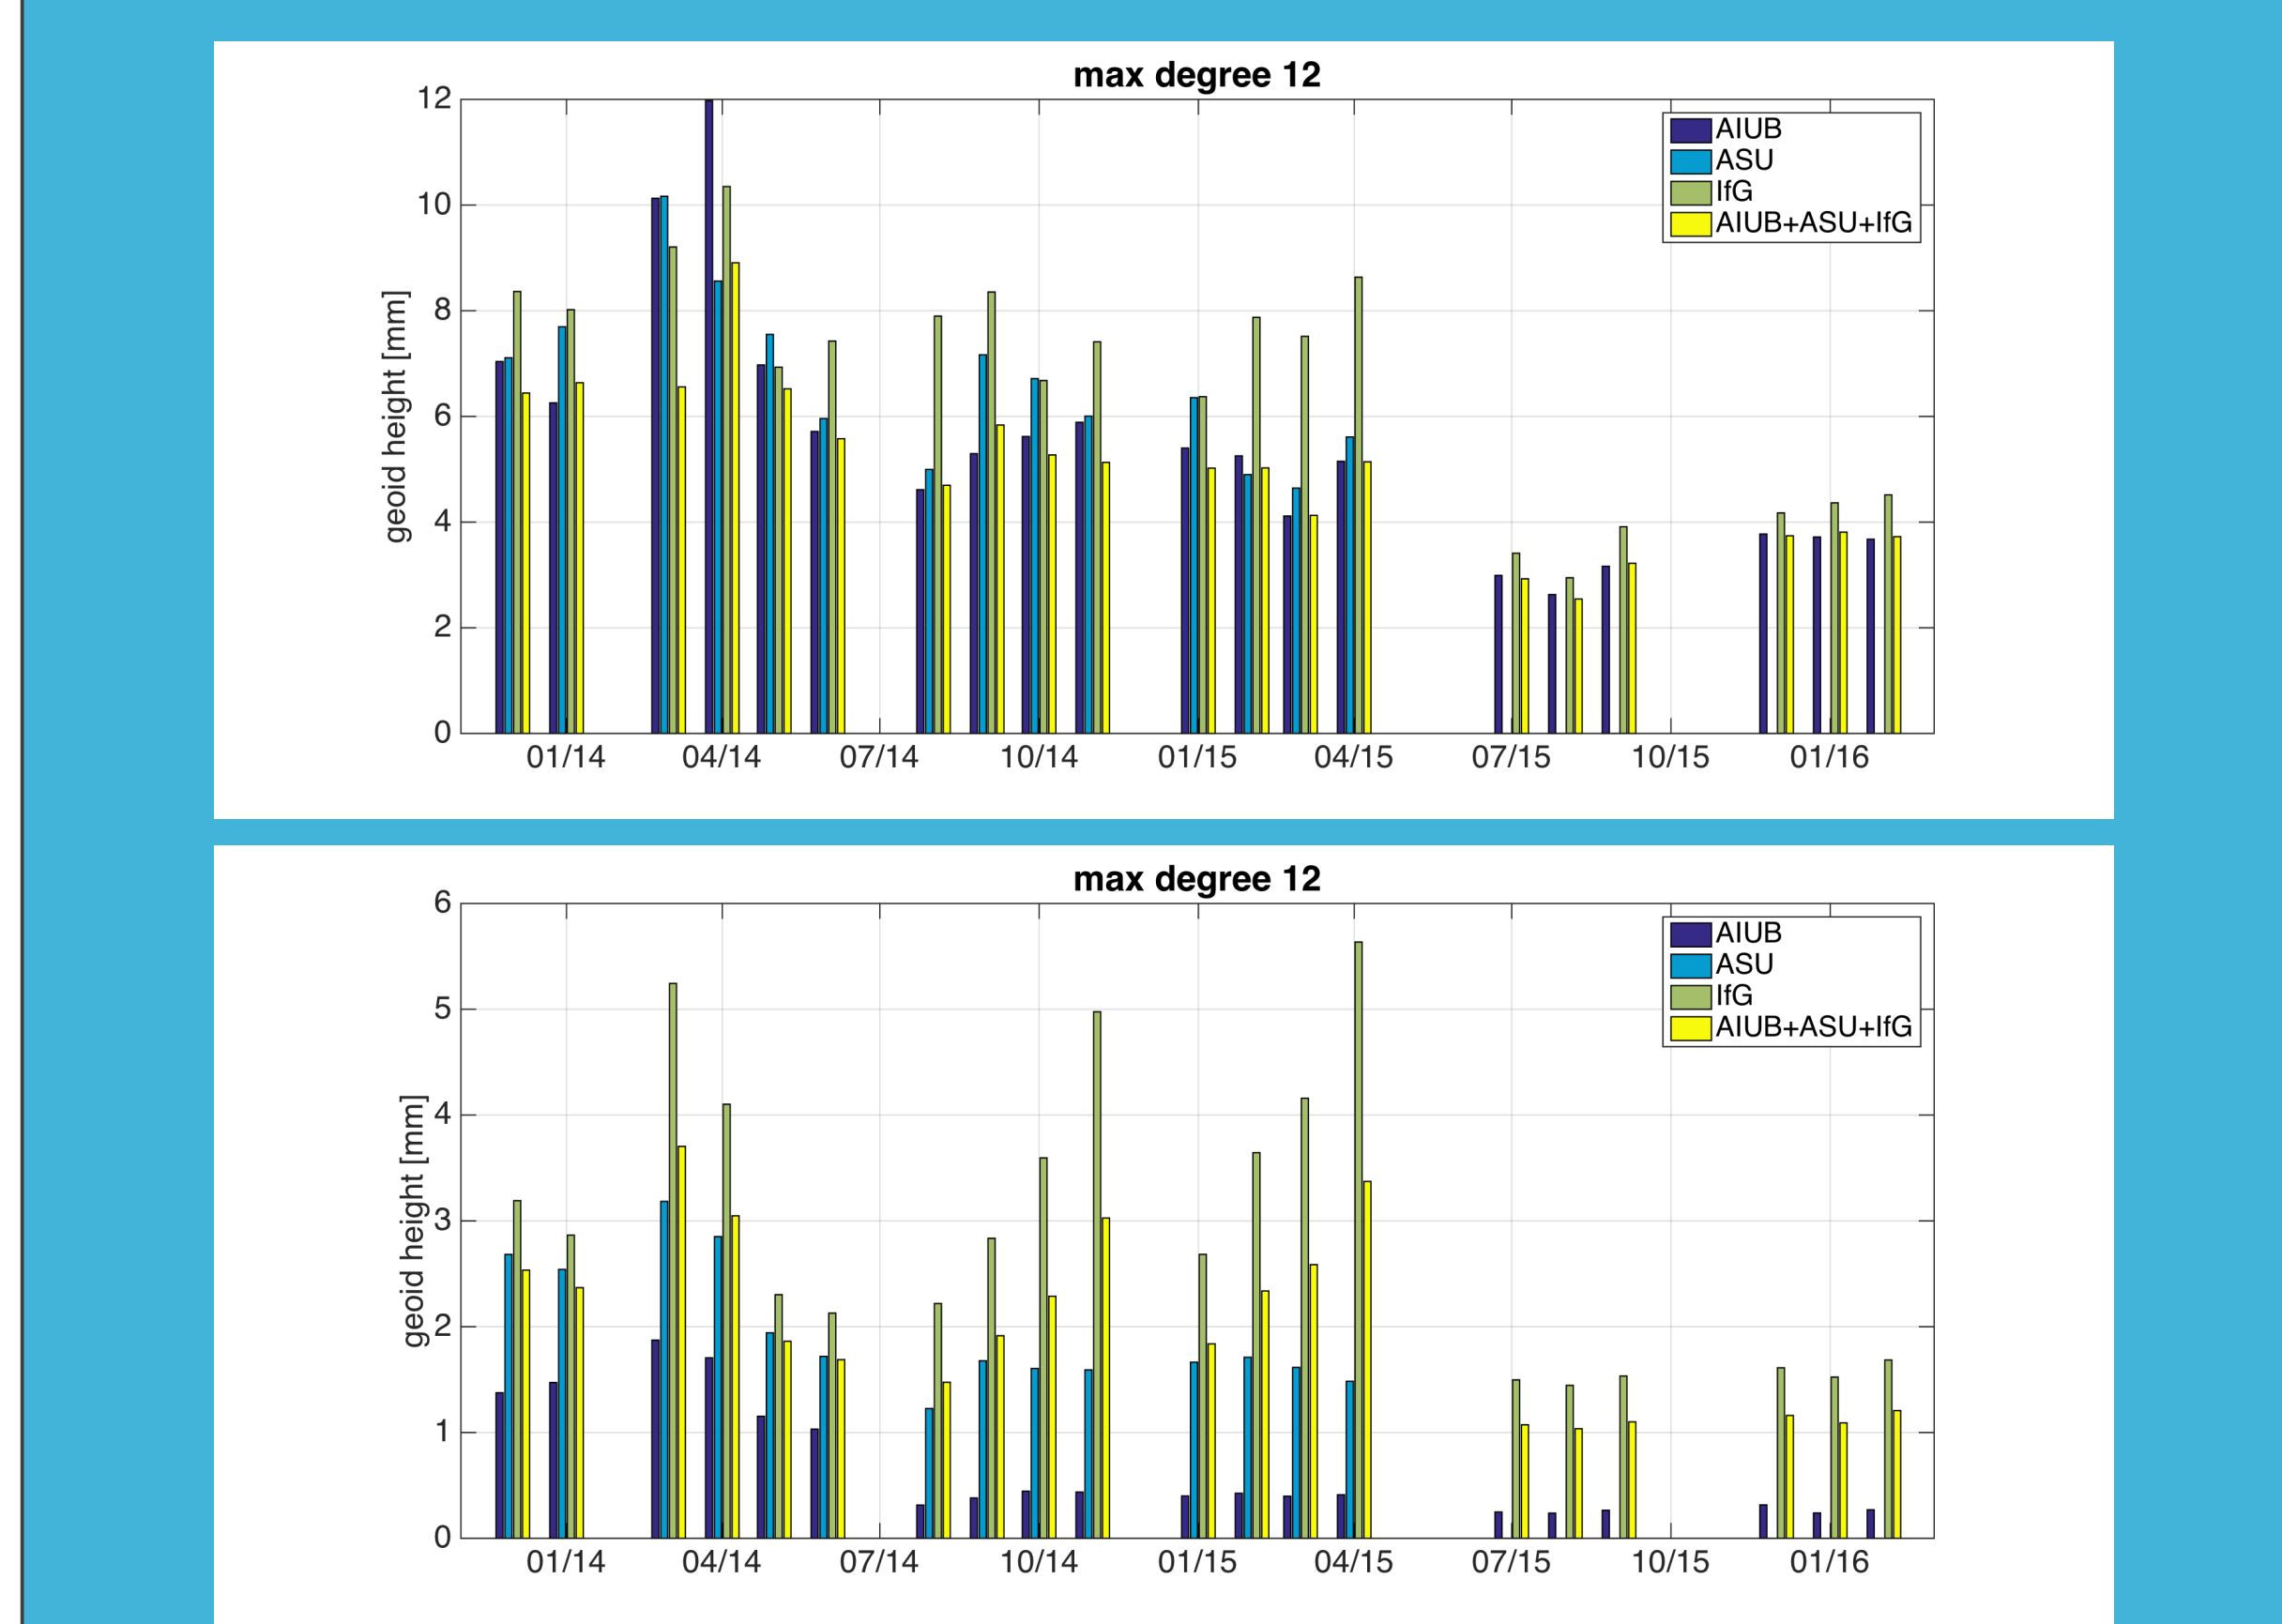 max degree 12
12
10
8
6
4
2
0
geoid height [mm]
AIUB
ASU
IfG
AIUB+ASU+IfG
01/14 04/14 07/14 10/14 01/15 04/15 07/15 10/15 01/16
max degree 12
6
5
4
3
2
1
0
geoid height [mm]
AIUB
ASU
IfG
AIUB+ASU+IfG
01/14 04/14 07/14 10/14 01/15 04/15 07/15 10/15 01/16